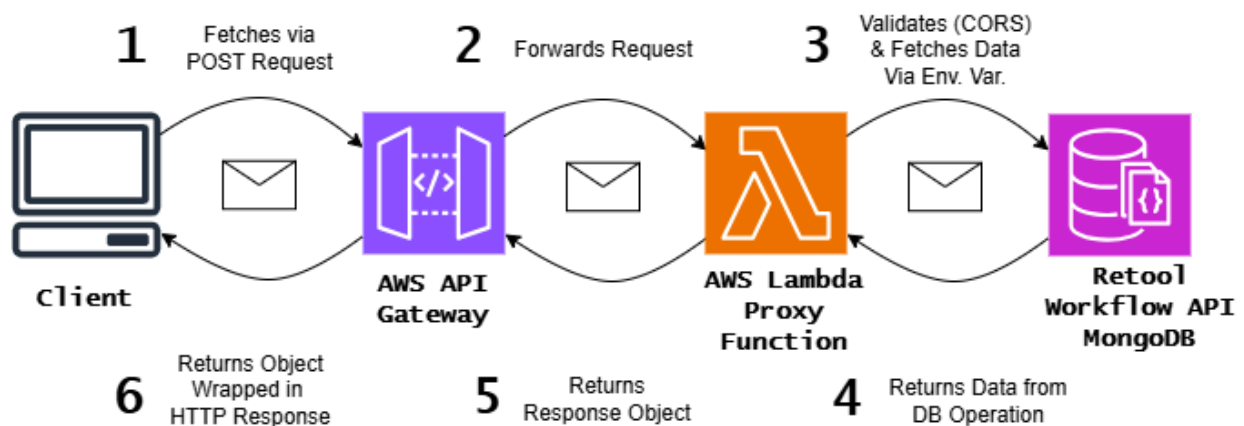 1
Fetches via
POST Request
2
Forwards Request
3
Validates (CORS)
& Fetches Data
Via Env. Var.
</>
{}
Client
AWS API
Gateway
AWS Lambda
Proxy
Function
Retool
Workflow API
MongoDB
6
Returns Object
Wrapped in
HTTP Response
5
Returns
Response Object
4
Returns Data from
DB Operation